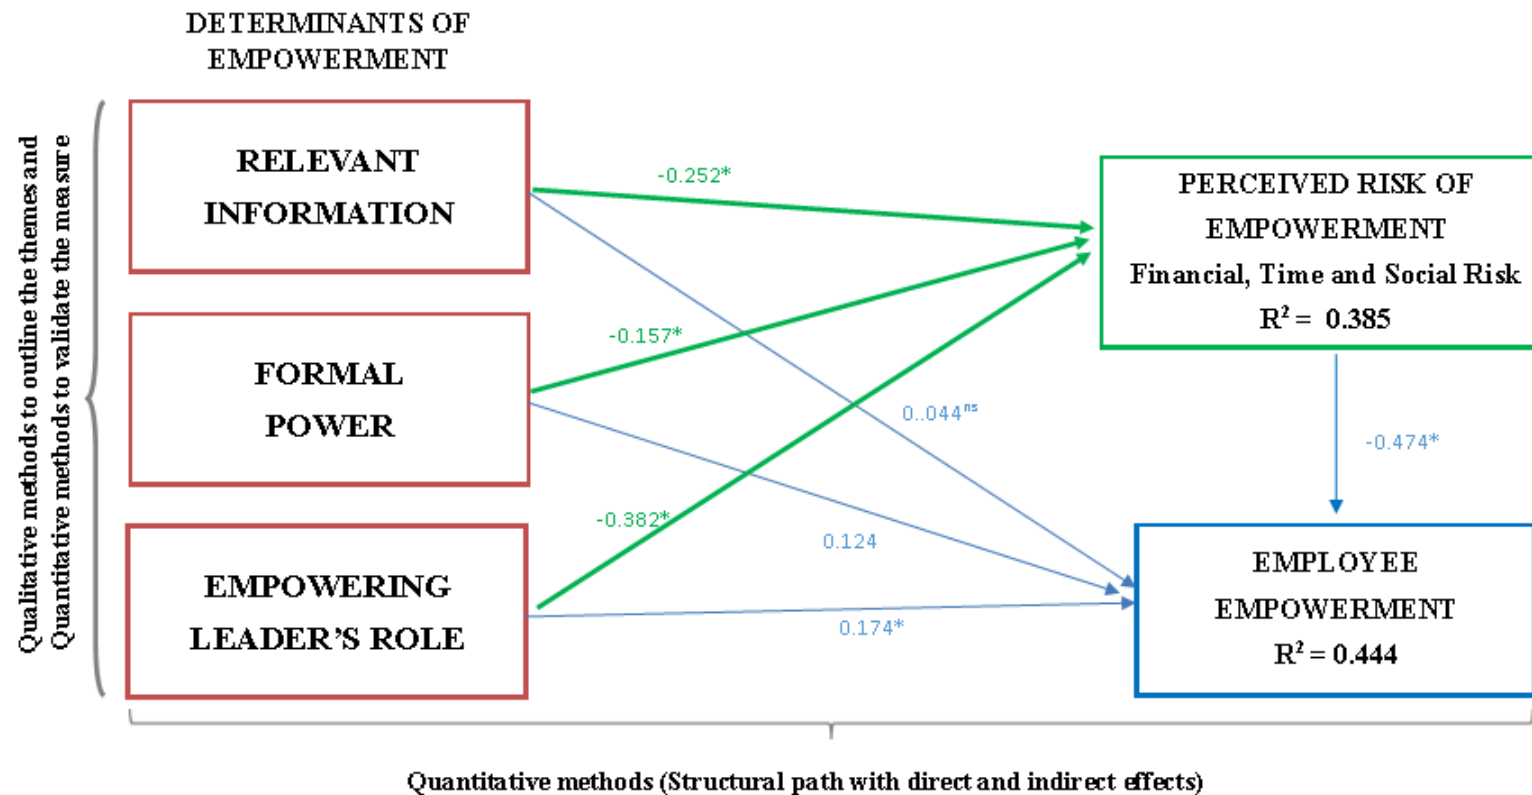 DETERMINANTS OF
EMPOWERMENT
Qualitative methods to outline the themes and
Quantitative methods to validate the measure
RELEVANT
INFORMATION
-0.252*
PERCEIVED RISK OF
EMPOWERMENT
Financial, Time and Social Risk
R² = 0.385
FORMAL
POWER
-0.157*
0..044ⁿˢ
-0.474*
-0.382*
0.124
EMPOWERING
LEADER’S ROLE
0.174*
EMPLOYEE
EMPOWERMENT
R² = 0.444
Quantitative methods (Structural path with direct and indirect effects)